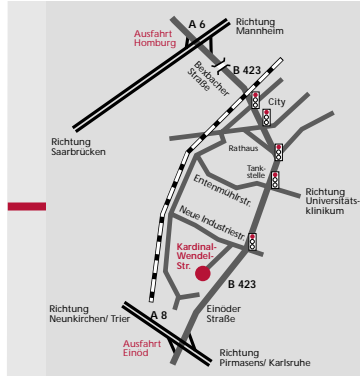 A 6
Richtung
Mannheim
Ausfahrt
Homburg
Bexbacher
Straße
B 423
City
Richtung
Saarbrücken
Rathaus
Tank-
stelle
Entenmühlstr.
Richtung
Universitäts-
klinikum
Neue Industriestr.
Kardinal-
Wendel-
Str.
B 423
Richtung
Neunkirchen/ Trier
A 8
Einöder
Straße
Ausfahrt
Einöd
Richtung
Pirmasens/ Karlsruhe